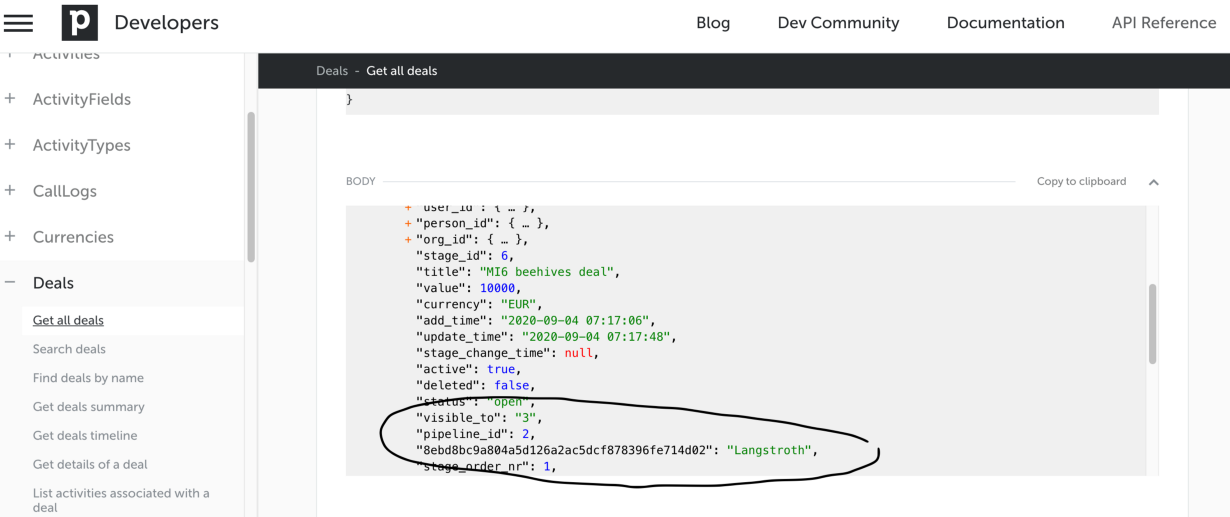 p Developers
Blog
Dev Community
Documentation
API Reference
Activities
+ ActivityFields
+ ActivityTypes
+ CallLogs
+ Currencies
− Deals
Get all deals
Search deals
Find deals by name
Get deals summary
Get deals timeline
Get details of a deal
List activities associated with a
deal
Deals - Get all deals
}
BODY
Copy to clipboard
+ "user_id": { … },
+ "person_id": { … },
+ "org_id": { … },
"stage_id": 6,
"title": "MI6 beehives deal",
"value": 10000,
"currency": "EUR",
"add_time": "2020-09-04 07:17:06",
"update_time": "2020-09-04 07:17:48",
"stage_change_time": null,
"active": true,
"deleted": false,
"status": "open",
"visible_to": "3",
"pipeline_id": 2,
"8ebd8bc9a804a5d126a2ac5dcf878396fe714d02": "Langstroth",
"stage_order_nr": 1,